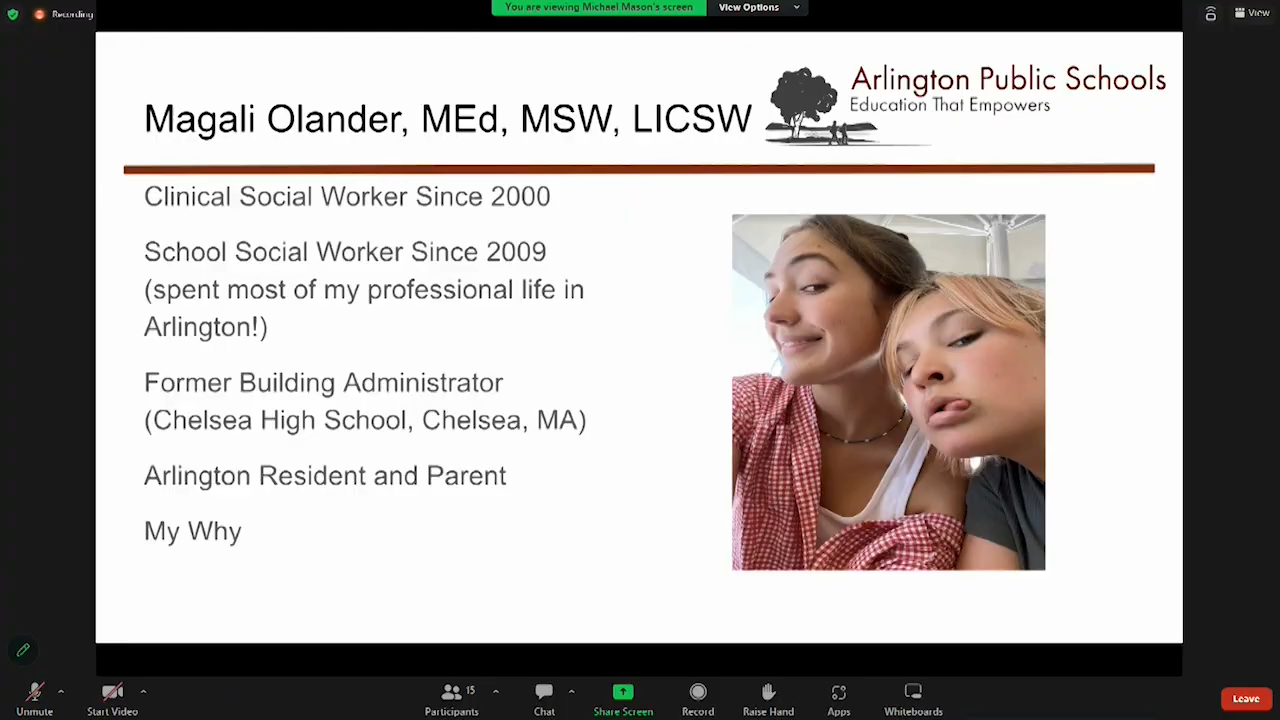 Recording
You are viewing Michael Mason's screen
View Options
View
Arlington Public Schools
Education That Empowers
Magali Olander, MEd, MSW, LICSW
Clinical Social Worker Since 2000
School Social Worker Since 2009
(spent most of my professional life in
Arlington!)
Former Building Administrator
(Chelsea High School, Chelsea, MA)
Arlington Resident and Parent
My Why
Unmute
Start Video
15
Participants
Chat
Share Screen
Record
Raise Hand
Apps
Whiteboards
Leave